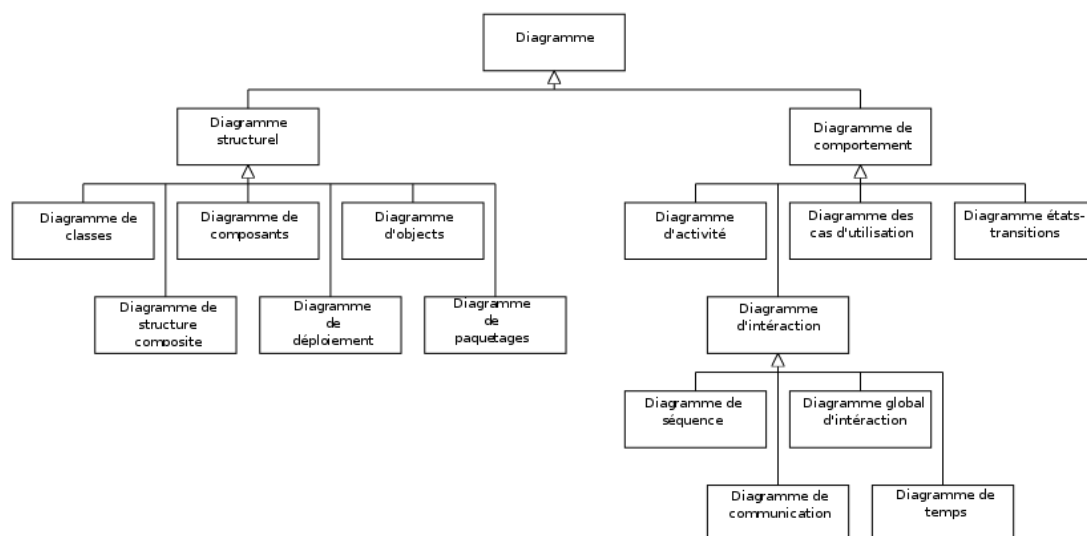 Diagramme
Diagramme
structurel
Diagramme de
comportement
Diagramme de
classes
Diagramme de
composants
Diagramme
d'objects
Diagramme
d'activité
Diagramme des
cas d'utilisation
Diagramme états-
transitions
Diagramme de
structure
composite
Diagramme
de
déploiement
Diagramme
de
paquetages
Diagramme
d'intéraction
Diagramme de
séquence
Diagramme global
d'intéraction
Diagramme de
communication
Diagramme de
temps